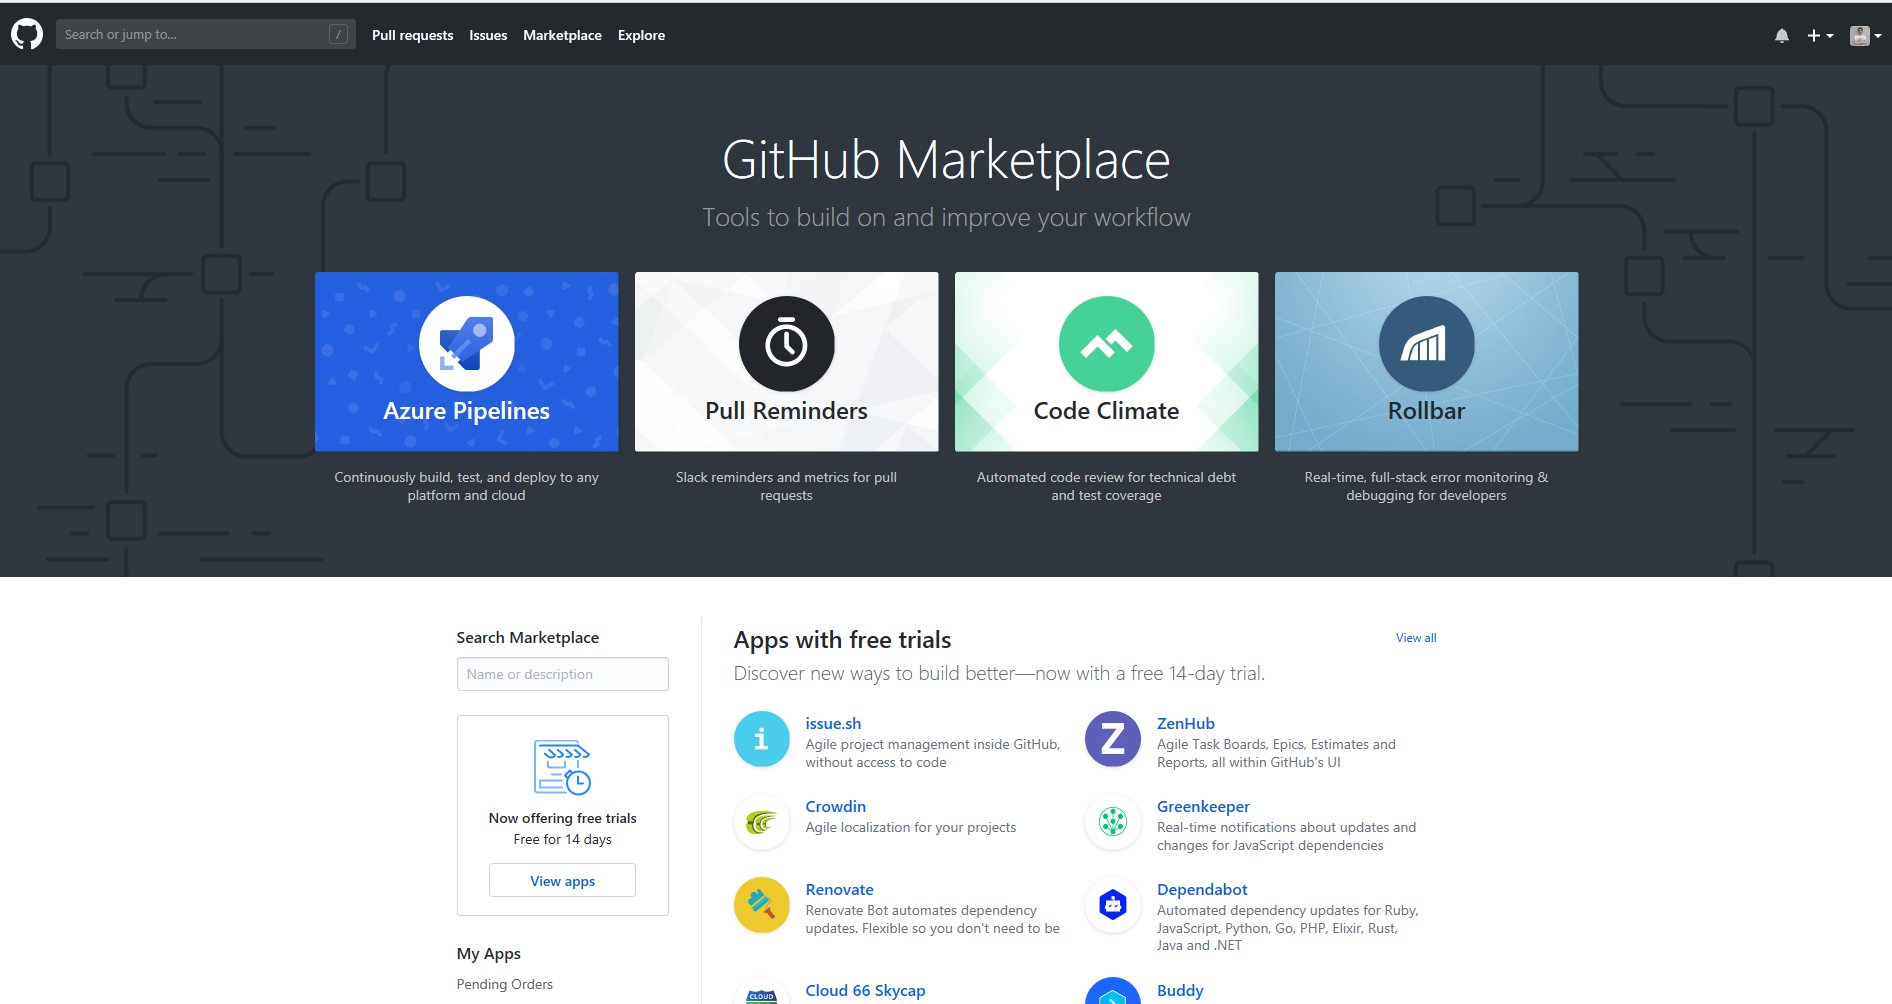 Search or jump to...
/
Pull requests
Issues
Marketplace
Explore
GitHub Marketplace
Tools to build on and improve your workflow
Azure Pipelines
Continuously build, test, and deploy to any
platform and cloud
Pull Reminders
Slack reminders and metrics for pull
requests
Code Climate
Automated code review for technical debt
and test coverage
Rollbar
Real-time, full-stack error monitoring &
debugging for developers
Search Marketplace
Name or description
Now offering free trials
Free for 14 days
View apps
My Apps
Pending Orders
Apps with free trials
View all
Discover new ways to build better—now with a free 14-day trial.
i
issue.sh
Agile project management inside GitHub,
without access to code
Z
ZenHub
Agile Task Boards, Epics, Estimates and
Reports, all within GitHub's UI
Crowdin
Agile localization for your projects
Greenkeeper
Real-time notifications about updates and
changes for JavaScript dependencies
Renovate
Renovate Bot automates dependency
updates. Flexible so you don't need to be
Dependabot
Automated dependency updates for Ruby,
JavaScript, Python, Go, PHP, Elixir, Rust,
Java and .NET
CLOUD
Cloud 66 Skycap
Buddy